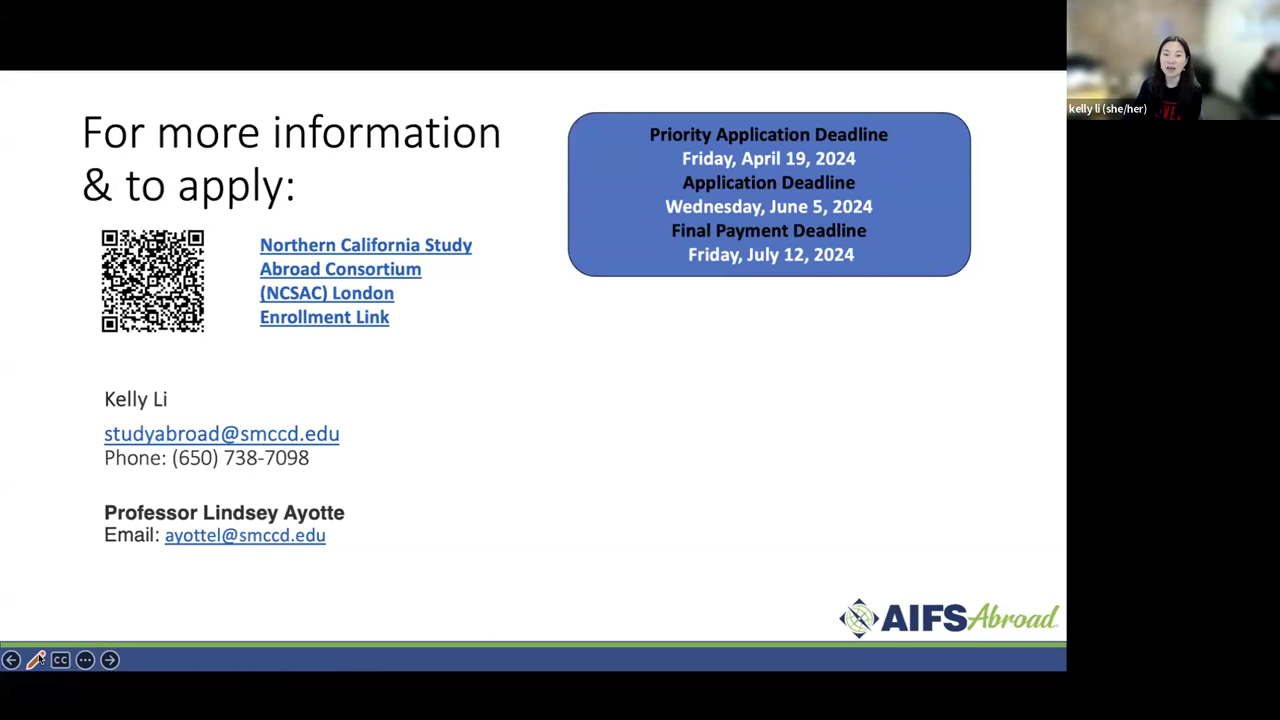 For more information
& to apply:
Northern California Study
Abroad Consortium
(NCSAC) London
Enrollment Link
Kelly Li
studyabroad@smccd.edu
Phone: (650) 738-7098
Professor Lindsey Ayotte
Email: ayottel@smccd.edu
Priority Application Deadline
Friday, April 19, 2024
Application Deadline
Wednesday, June 5, 2024
Final Payment Deadline
Friday, July 12, 2024
AIFS Abroad
CC
kelly li (she/her)